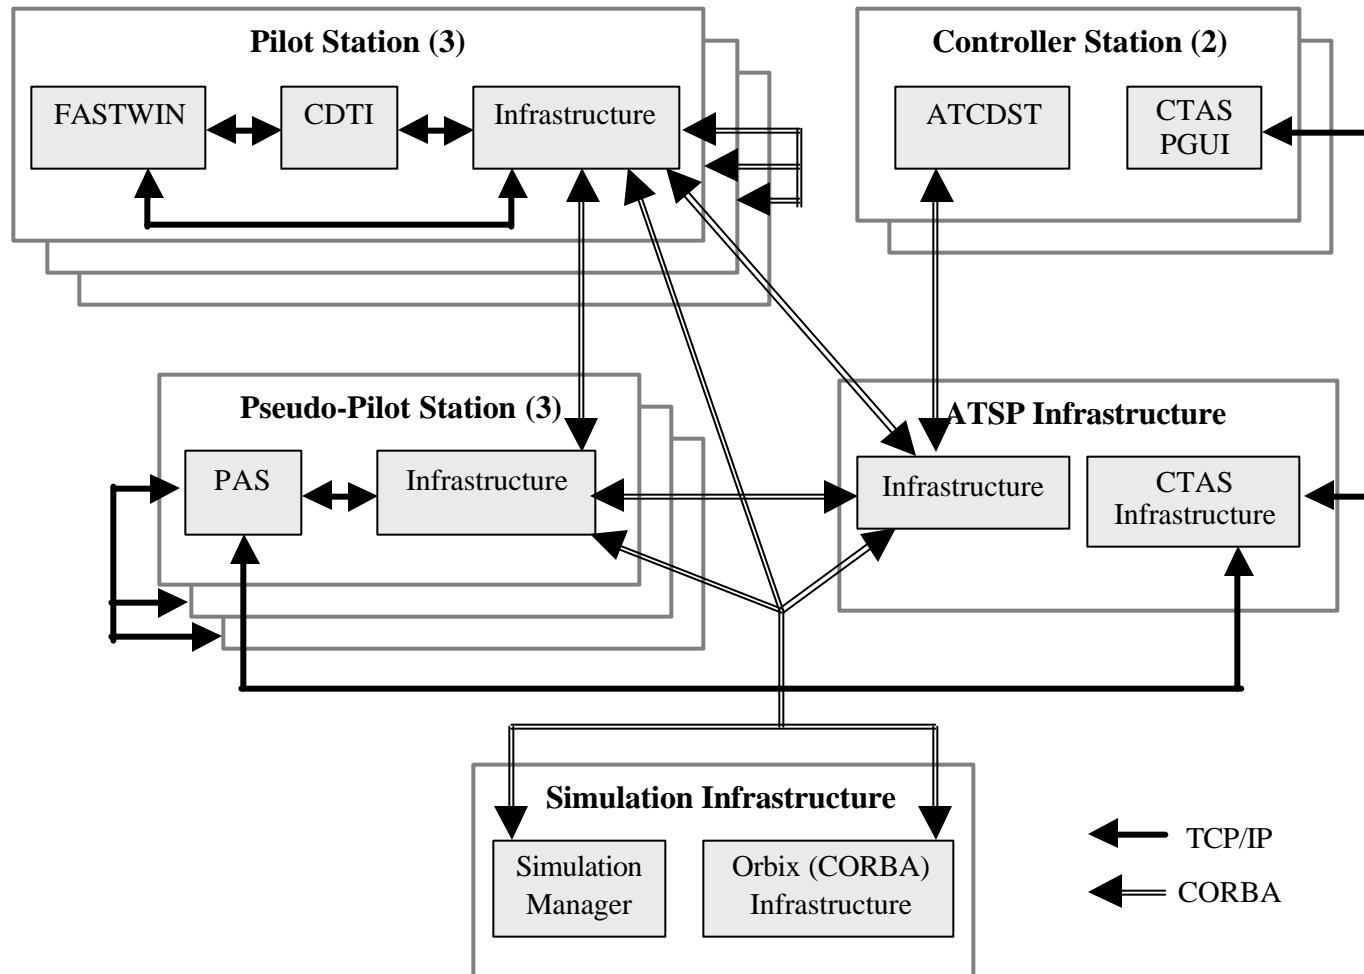 Pilot Station (3)
FASTWIN
CDTI
Infrastructure
Controller Station (2)
ATCDST
CTAS
PGUI
Pseudo-Pilot Station (3)
PAS
Infrastructure
ATSP Infrastructure
Infrastructure
CTAS
Infrastructure
Simulation Infrastructure
Simulation
Manager
Orbix (CORBA)
Infrastructure
TCP/IP
CORBA